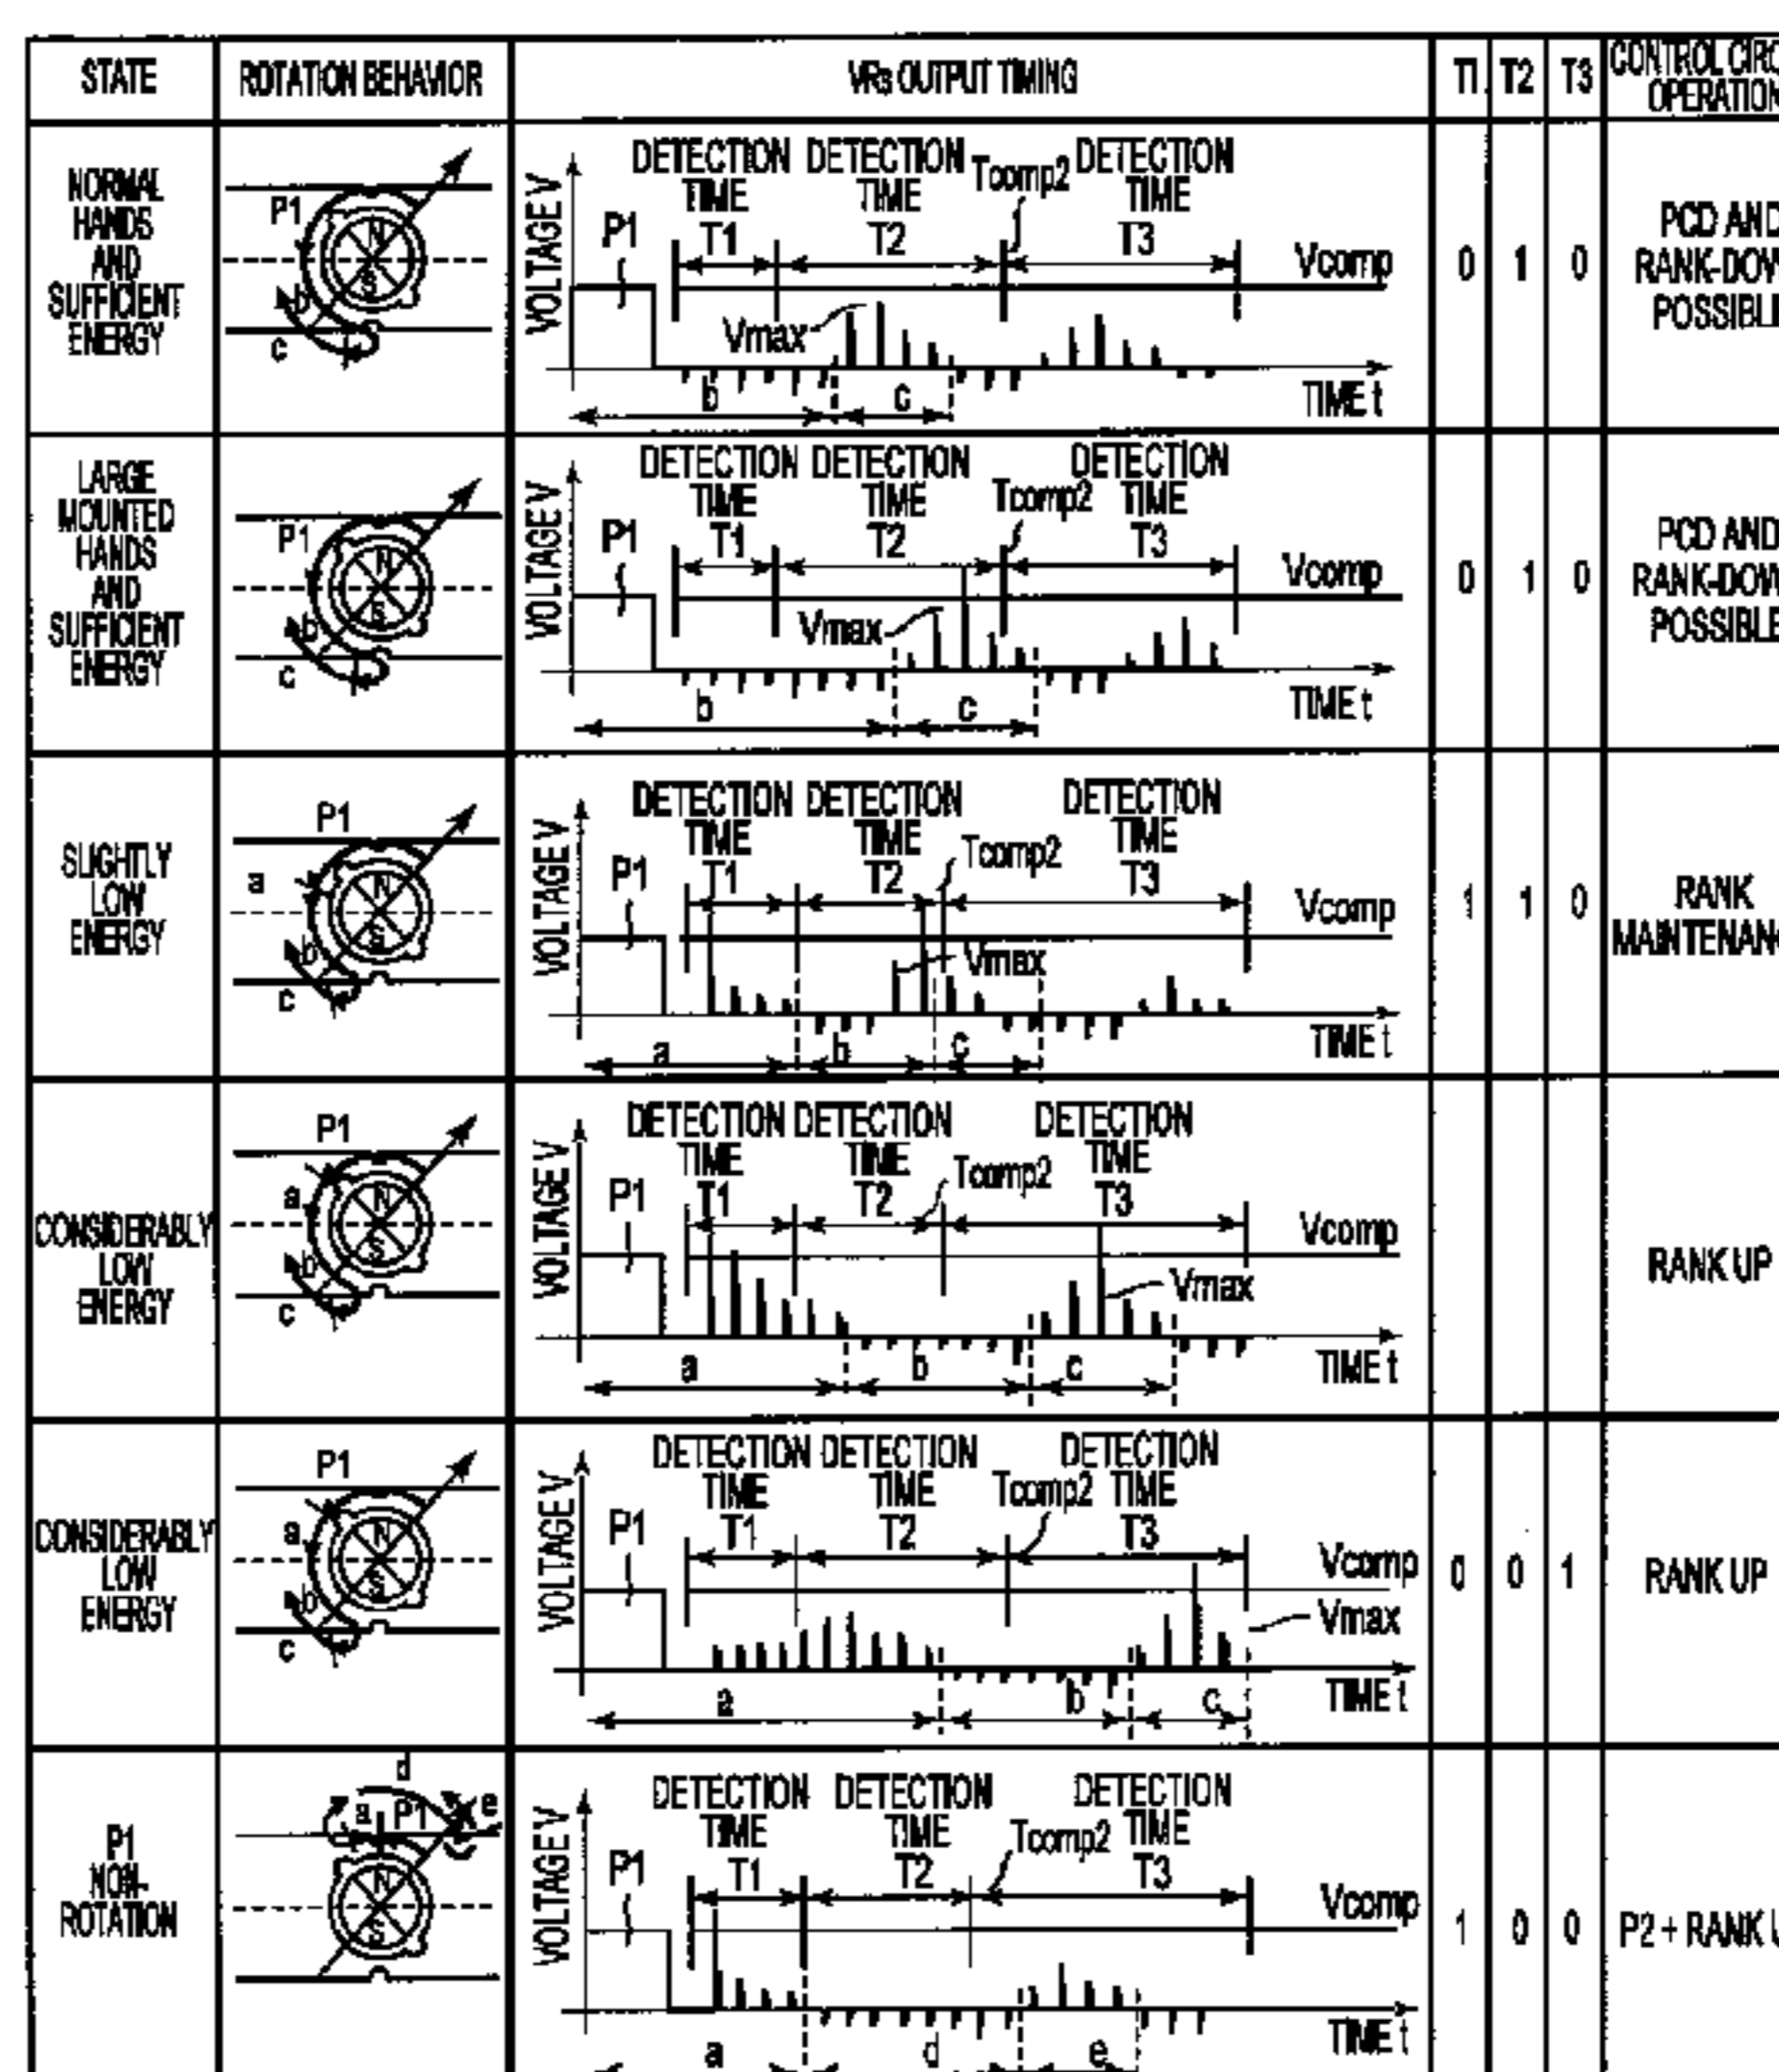 STATE
ROTATION BEHAVIOR
VRs OUTPUT TIMING
T1
T2
T3
CONTROL CIRC
OPERATION
NORMAL
HANDS
AND
SUFFICIENT
ENERGY
P1
N
S
b
c
VOLTAGE V
P1
DETECTION
TIME
T1
DETECTION
TIME
T2
Tcomp2
DETECTION
TIME
T3
Vcomp
Vmax
b
c
TIME t
0
1
0
PCD AND
RANK-DOW
POSSIBLE
LARGE
MOUNTED
HANDS
AND
SUFFICIENT
ENERGY
P1
N
S
b
c
VOLTAGE V
P1
DETECTION
TIME
T1
DETECTION
TIME
T2
Tcomp2
DETECTION
TIME
T3
Vcomp
Vmax
b
c
TIME t
0
1
0
PCD AND
RANK-DOW
POSSIBLE
SLIGHTLY
LOW
ENERGY
P1
a
N
S
b
c
VOLTAGE V
P1
DETECTION
TIME
T1
DETECTION
TIME
T2
Tcomp2
DETECTION
TIME
T3
Vcomp
Vmax
a
b
c
TIME t
1
1
0
RANK
MAINTENAN
CONSIDERABLY
LOW
ENERGY
P1
a
N
S
b
c
VOLTAGE V
P1
DETECTION
TIME
T1
DETECTION
TIME
T2
Tcomp2
DETECTION
TIME
T3
Vcomp
Vmax
a
b
c
TIME t
RANK UP
CONSIDERABLY
LOW
ENERGY
P1
a
N
S
b
c
VOLTAGE V
P1
DETECTION
TIME
T1
DETECTION
TIME
T2
Tcomp2
DETECTION
TIME
T3
Vcomp
Vmax
a
b
c
TIME t
0
0
1
RANK UP
P1
NON-
ROTATION
d
a
P1
e
N
S
VOLTAGE V
P1
DETECTION
TIME
T1
DETECTION
TIME
T2
Tcomp2
DETECTION
TIME
T3
Vcomp
a
d
e
TIME t
1
0
0
P2 + RANK U